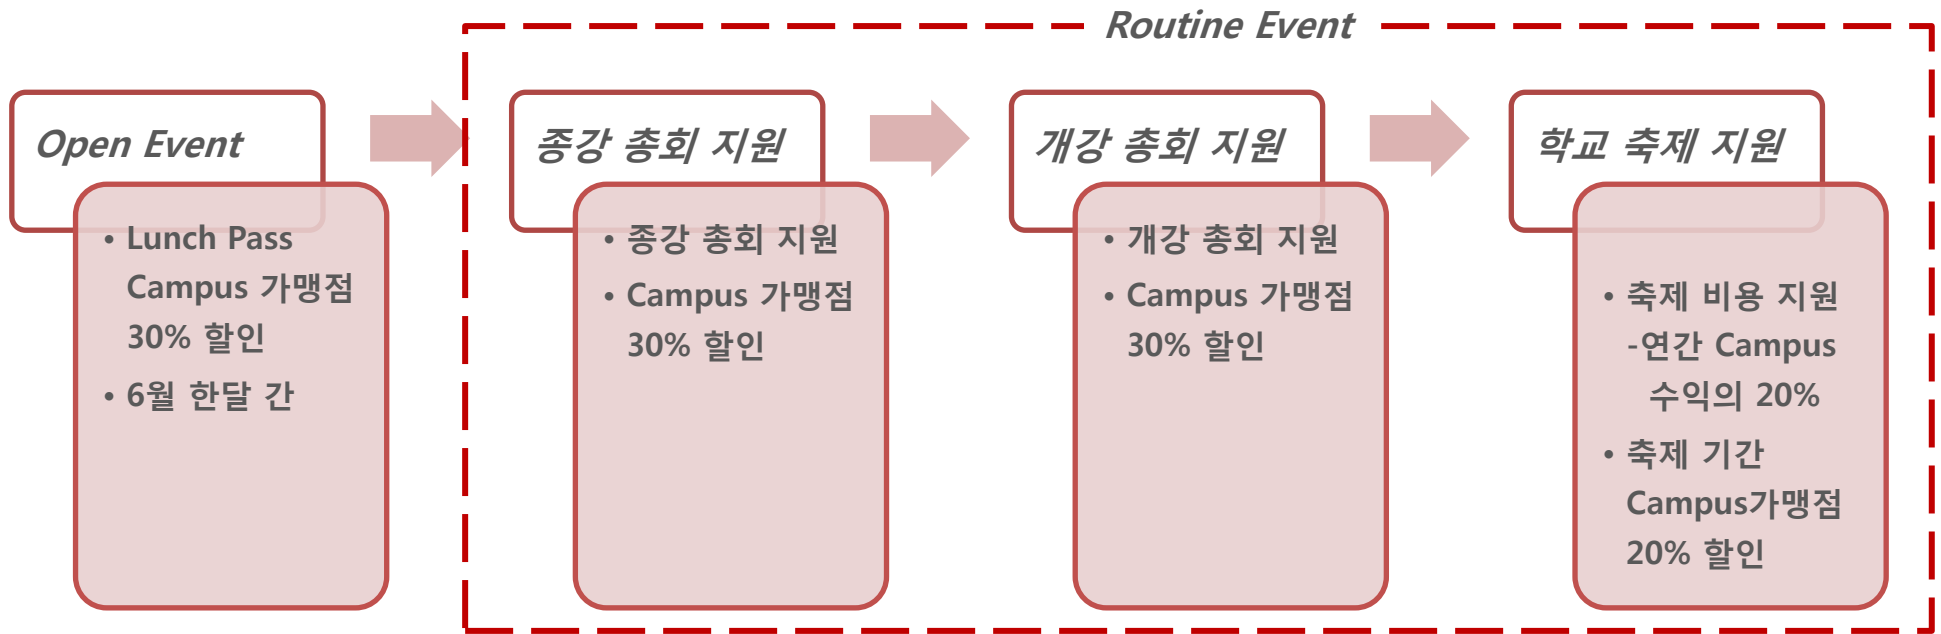 Routine Event
Open Event
• Lunch Pass
Campus 가맹점
30% 할인
• 6월 한달 간
종강 총회 지원
• 종강 총회 지원
• Campus 가맹점
30% 할인
개강 총회 지원
• 개강 총회 지원
• Campus 가맹점
30% 할인
학교 축제 지원
• 축제 비용 지원
-연간 Campus
수익의 20%
• 축제 기간
Campus가맹점
20% 할인